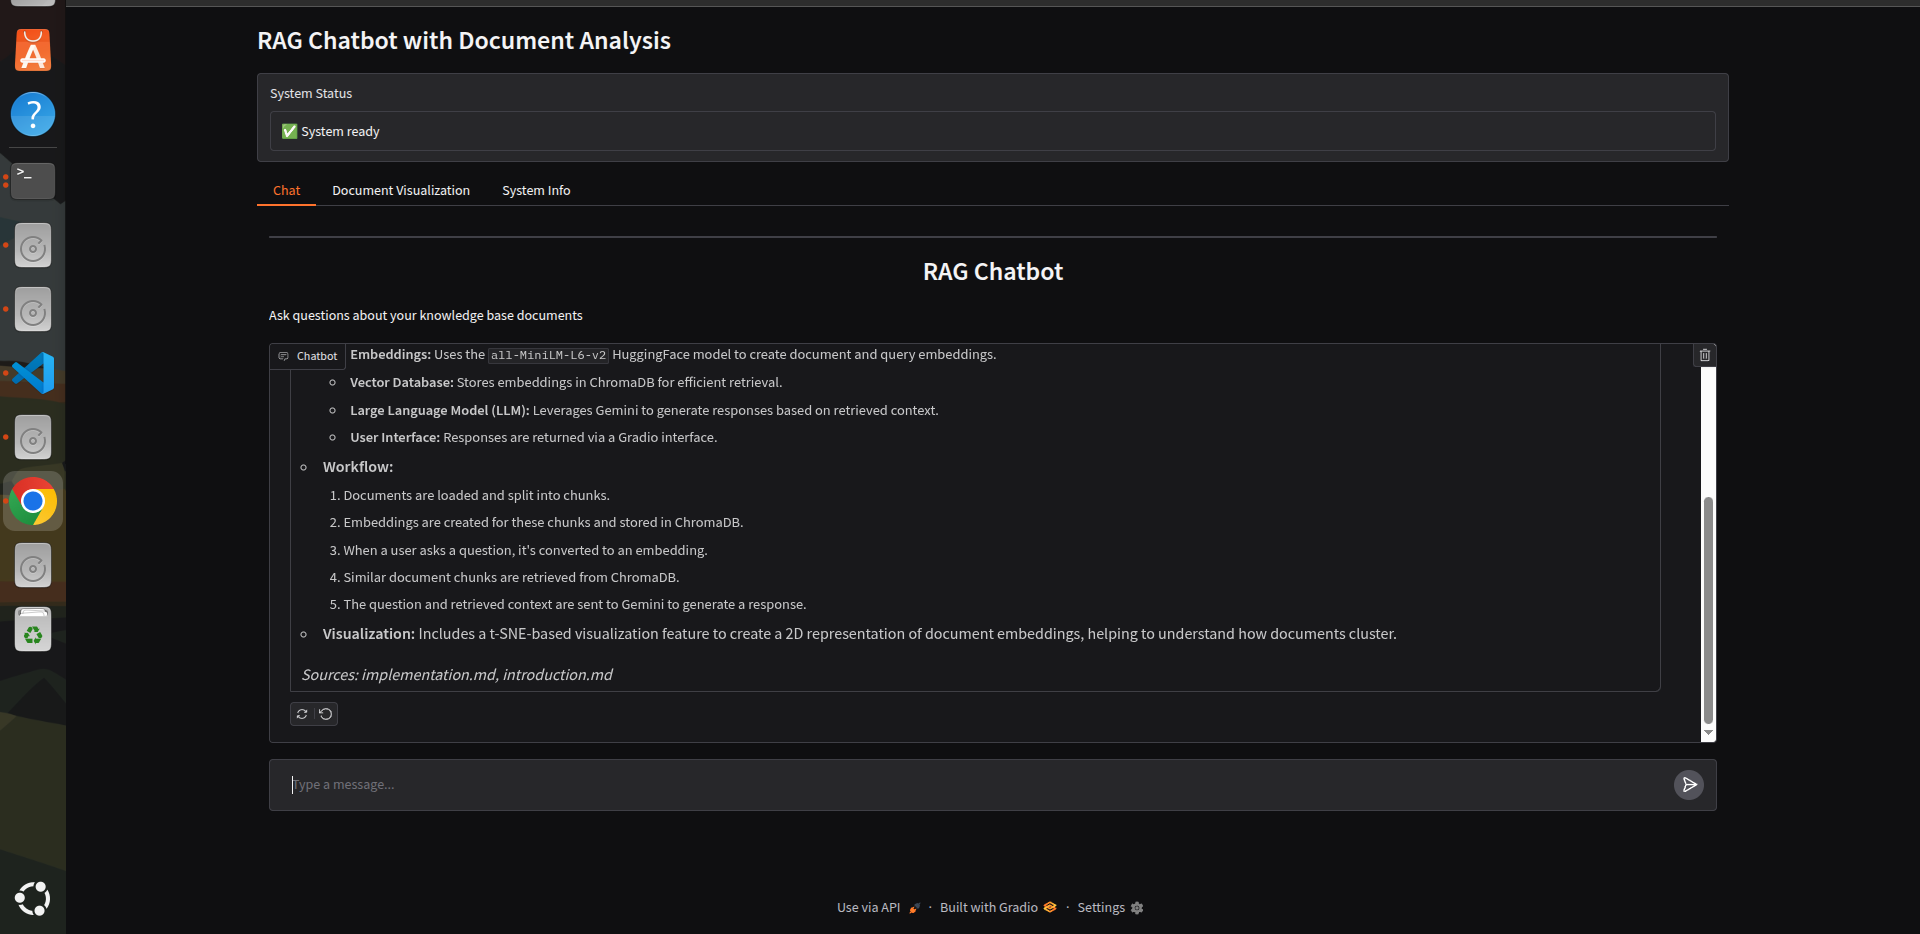 RAG Chatbot with Document Analysis
System Status
✅ System ready
Chat Document Visualization System Info
RAG Chatbot
Ask questions about your knowledge base documents
Chatbot
Embeddings: Uses the all-MiniLM-L6-v2 HuggingFace model to create document and query embeddings.
Vector Database: Stores embeddings in ChromaDB for efficient retrieval.
Large Language Model (LLM): Leverages Gemini to generate responses based on retrieved context.
User Interface: Responses are returned via a Gradio interface.
Workflow:
1. Documents are loaded and split into chunks.
2. Embeddings are created for these chunks and stored in ChromaDB.
3. When a user asks a question, it's converted to an embedding.
4. Similar document chunks are retrieved from ChromaDB.
5. The question and retrieved context are sent to Gemini to generate a response.
Visualization: Includes a t-SNE-based visualization feature to create a 2D representation of document embeddings, helping to understand how documents cluster.
Sources: implementation.md, introduction.md
Type a message...
Use via API · Built with Gradio · Settings